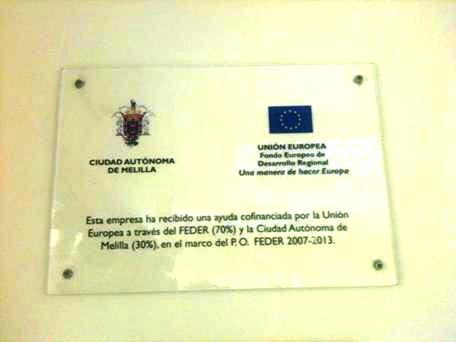 CIUDAD AUTÓNOMA
DE MELILLA
UNIÓN EUROPEA
Fondo Europeo de
Desarrollo Regional
Una manera de hacer Europa
Esta empresa ha recibido una ayuda cofinanciada por la Unión
Europea a través del FEDER (70%) y la Ciudad Autónoma de
Melilla (30%), en el marco del P. O. FEDER 2007-2013.